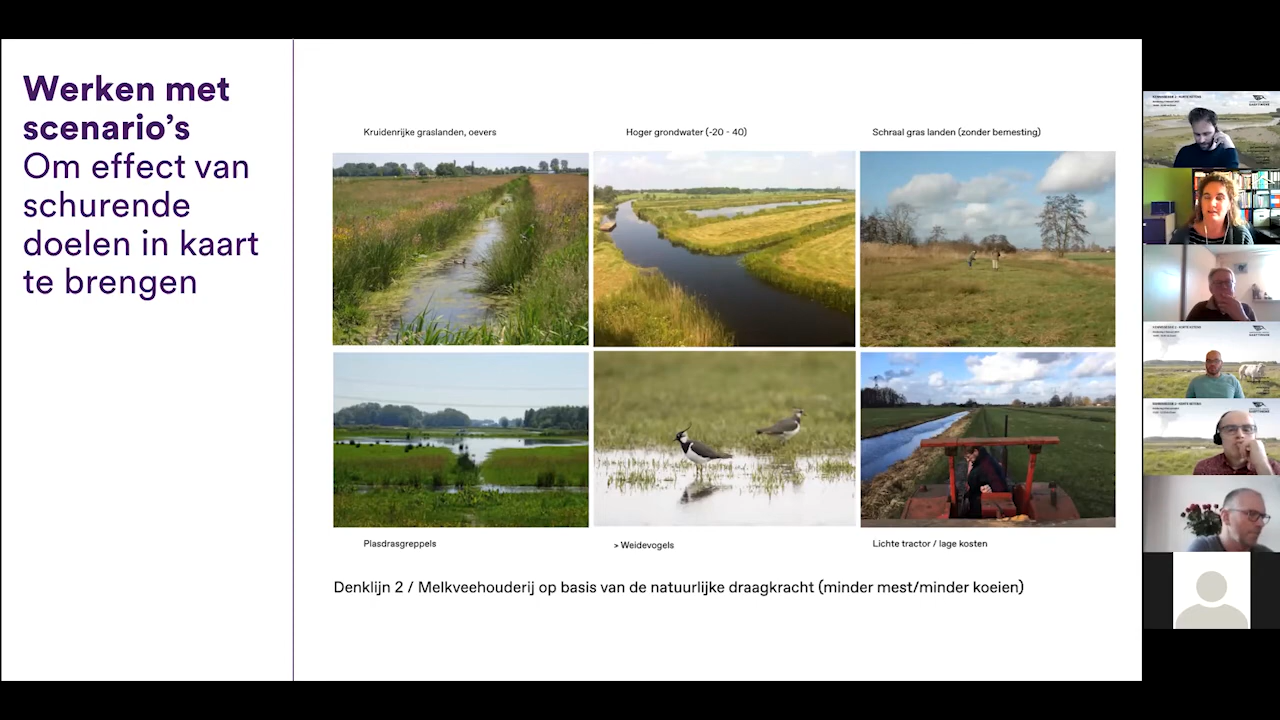 Werken met
scenario's
Om effect van
schurende
doelen in kaart
te brengen
Kruidenrijke graslanden, oevers
Hoger grondwater (-20 - 40)
Schraal gras landen (zonder bemesting)
Plasdrasgreppels
> Weidevogels
Lichte tractor / lage kosten
Denklijn 2 / Melkveehouderij op basis van de natuurlijke draagkracht (minder mest/minder koeien)